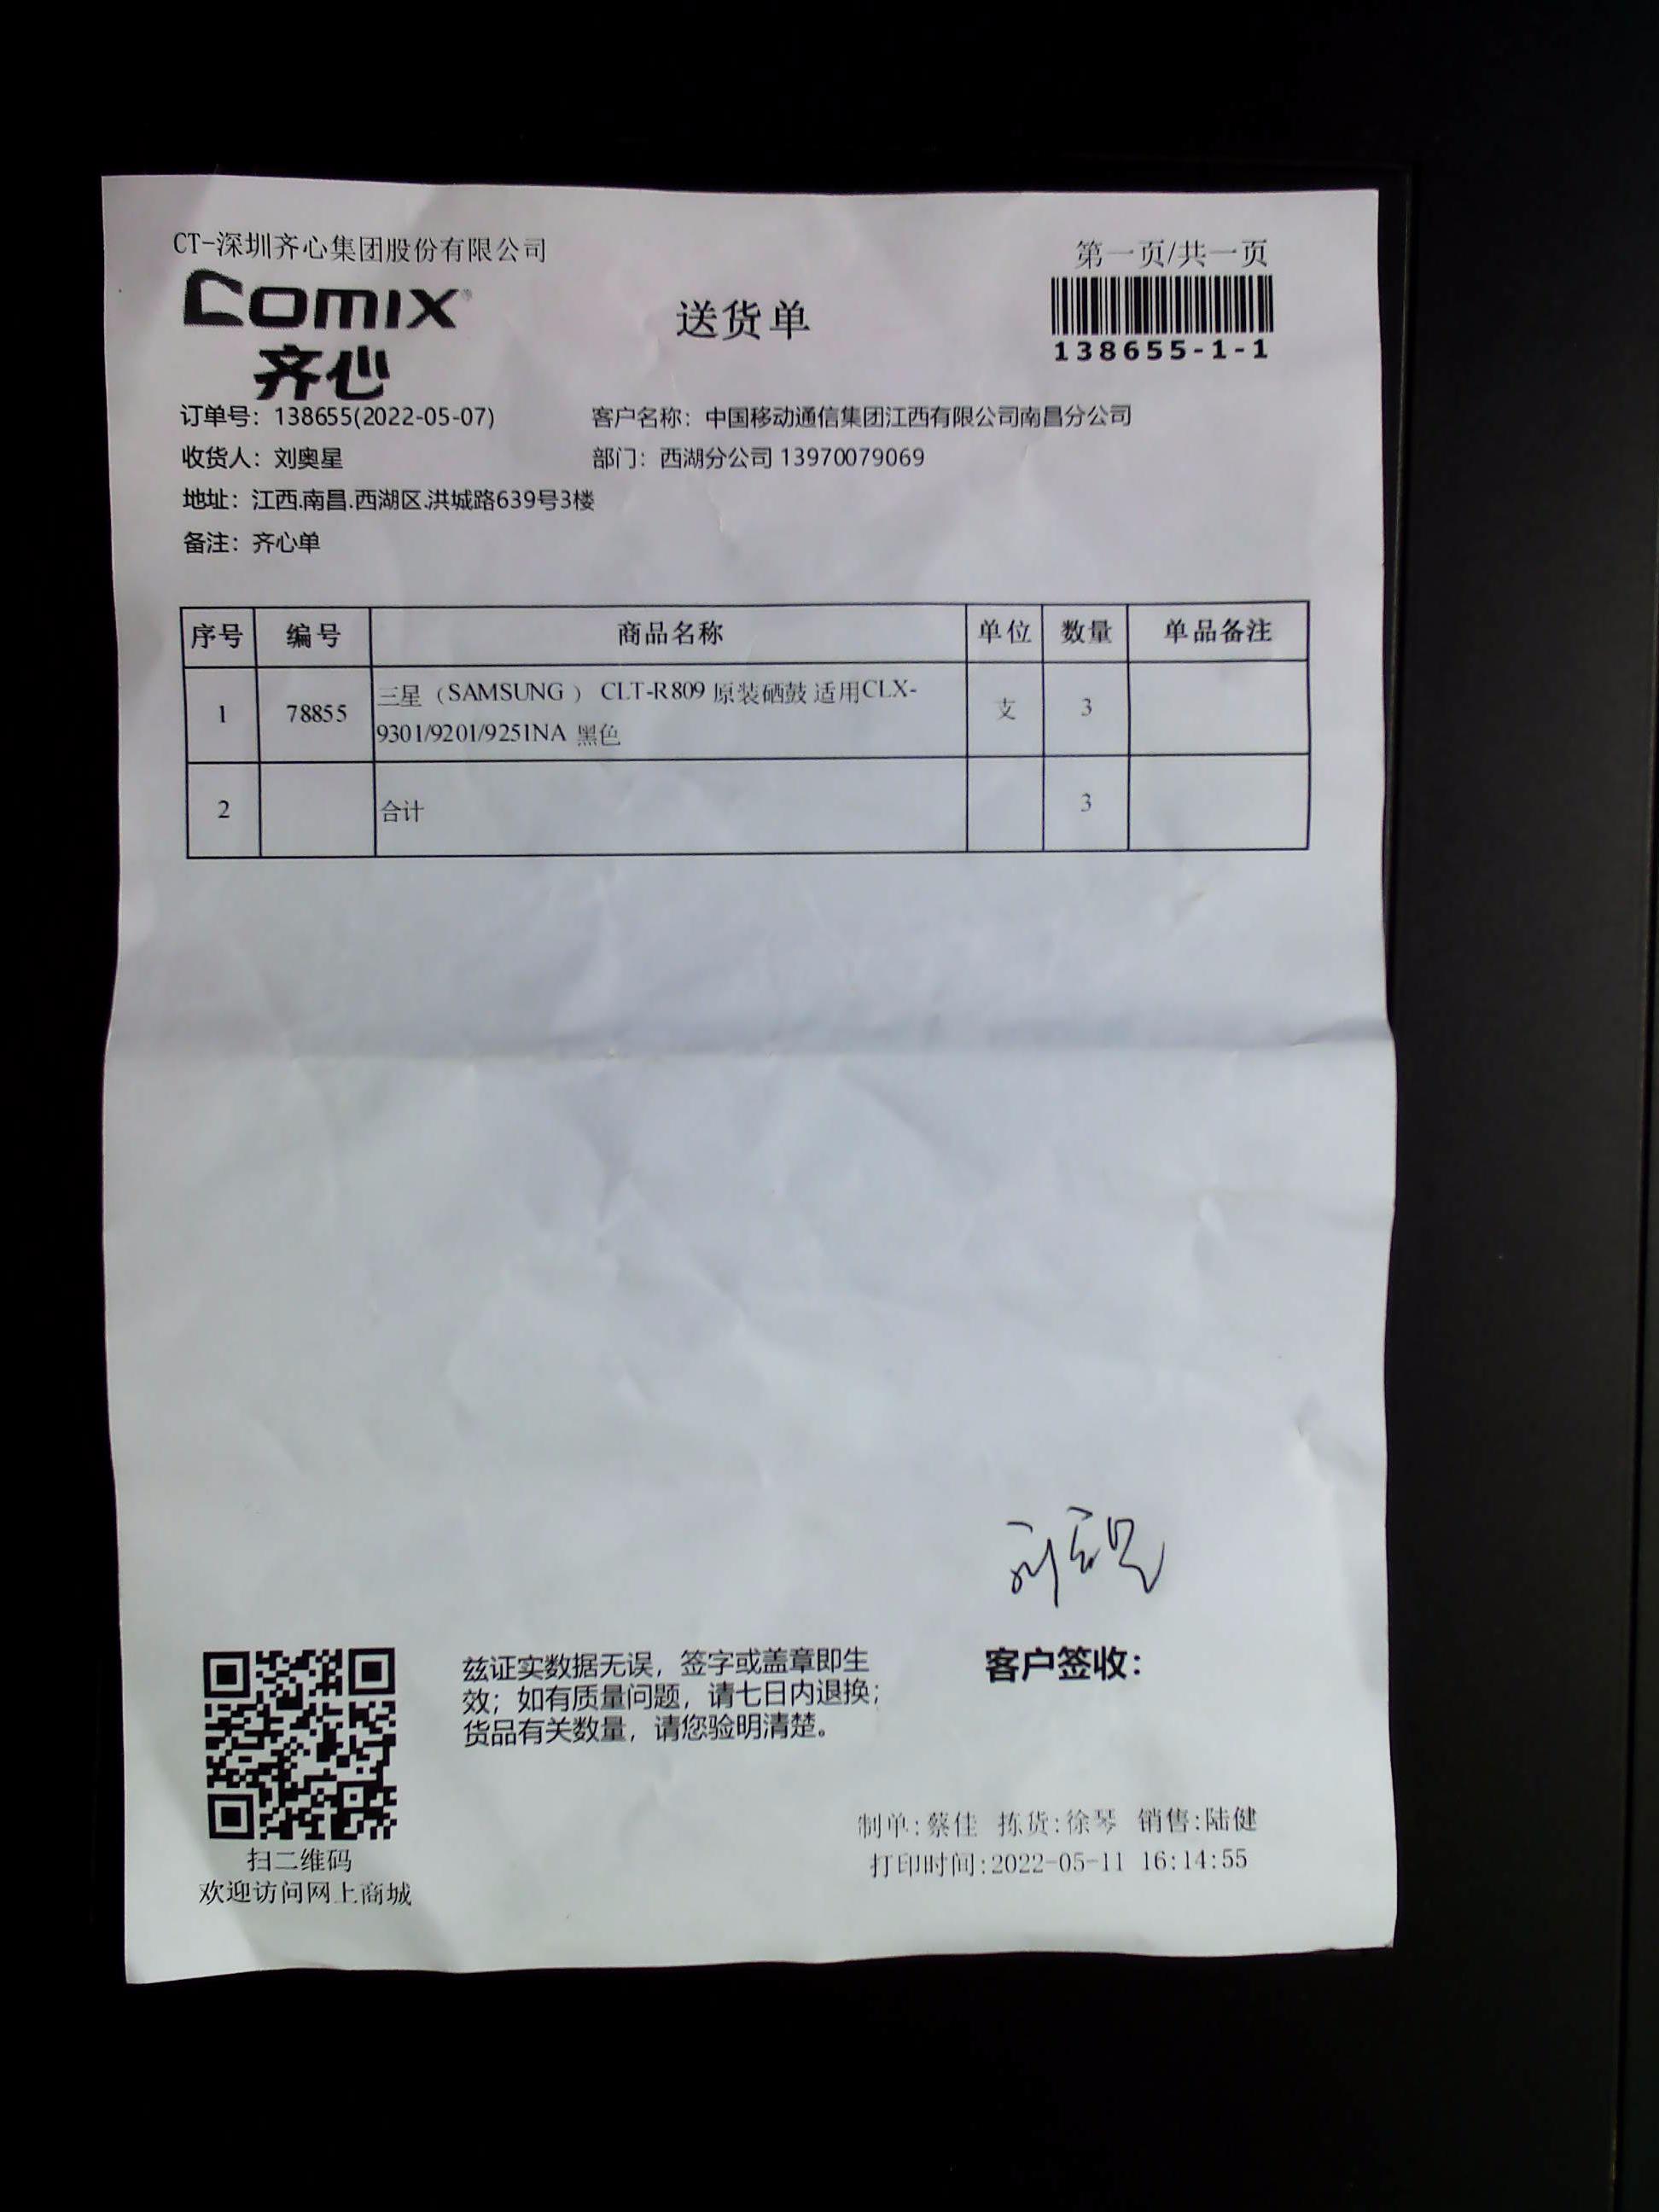 CT-深圳齐心集团股份有限公司
第一页/共一页
Comix®
齐心
送货单
138655-1-1
订单号：138655(2022-05-07)
客户名称：中国移动通信集团江西有限公司南昌分公司
收货人：刘奥星
部门：西湖分公司 13970079069
地址：江西.南昌.西湖区.洪城路639号3楼
备注：齐心单
序号 编号 商品名称 单位 数量 单品备注
1 78855 三星（SAMSUNG ） CLT-R809 原装硒鼓 适用CLX-
9301/9201/9251NA 黑色 支 3
2 合计 3
兹证实数据无误，签字或盖章即生
效；如有质量问题，请七日内退换；
货品有关数量，请您验明清楚。
客户签收：
扫二维码
欢迎访问网上商城
制单:蔡佳 拣货:徐琴 销售:陆健
打印时间:2022-05-11 16:14:55